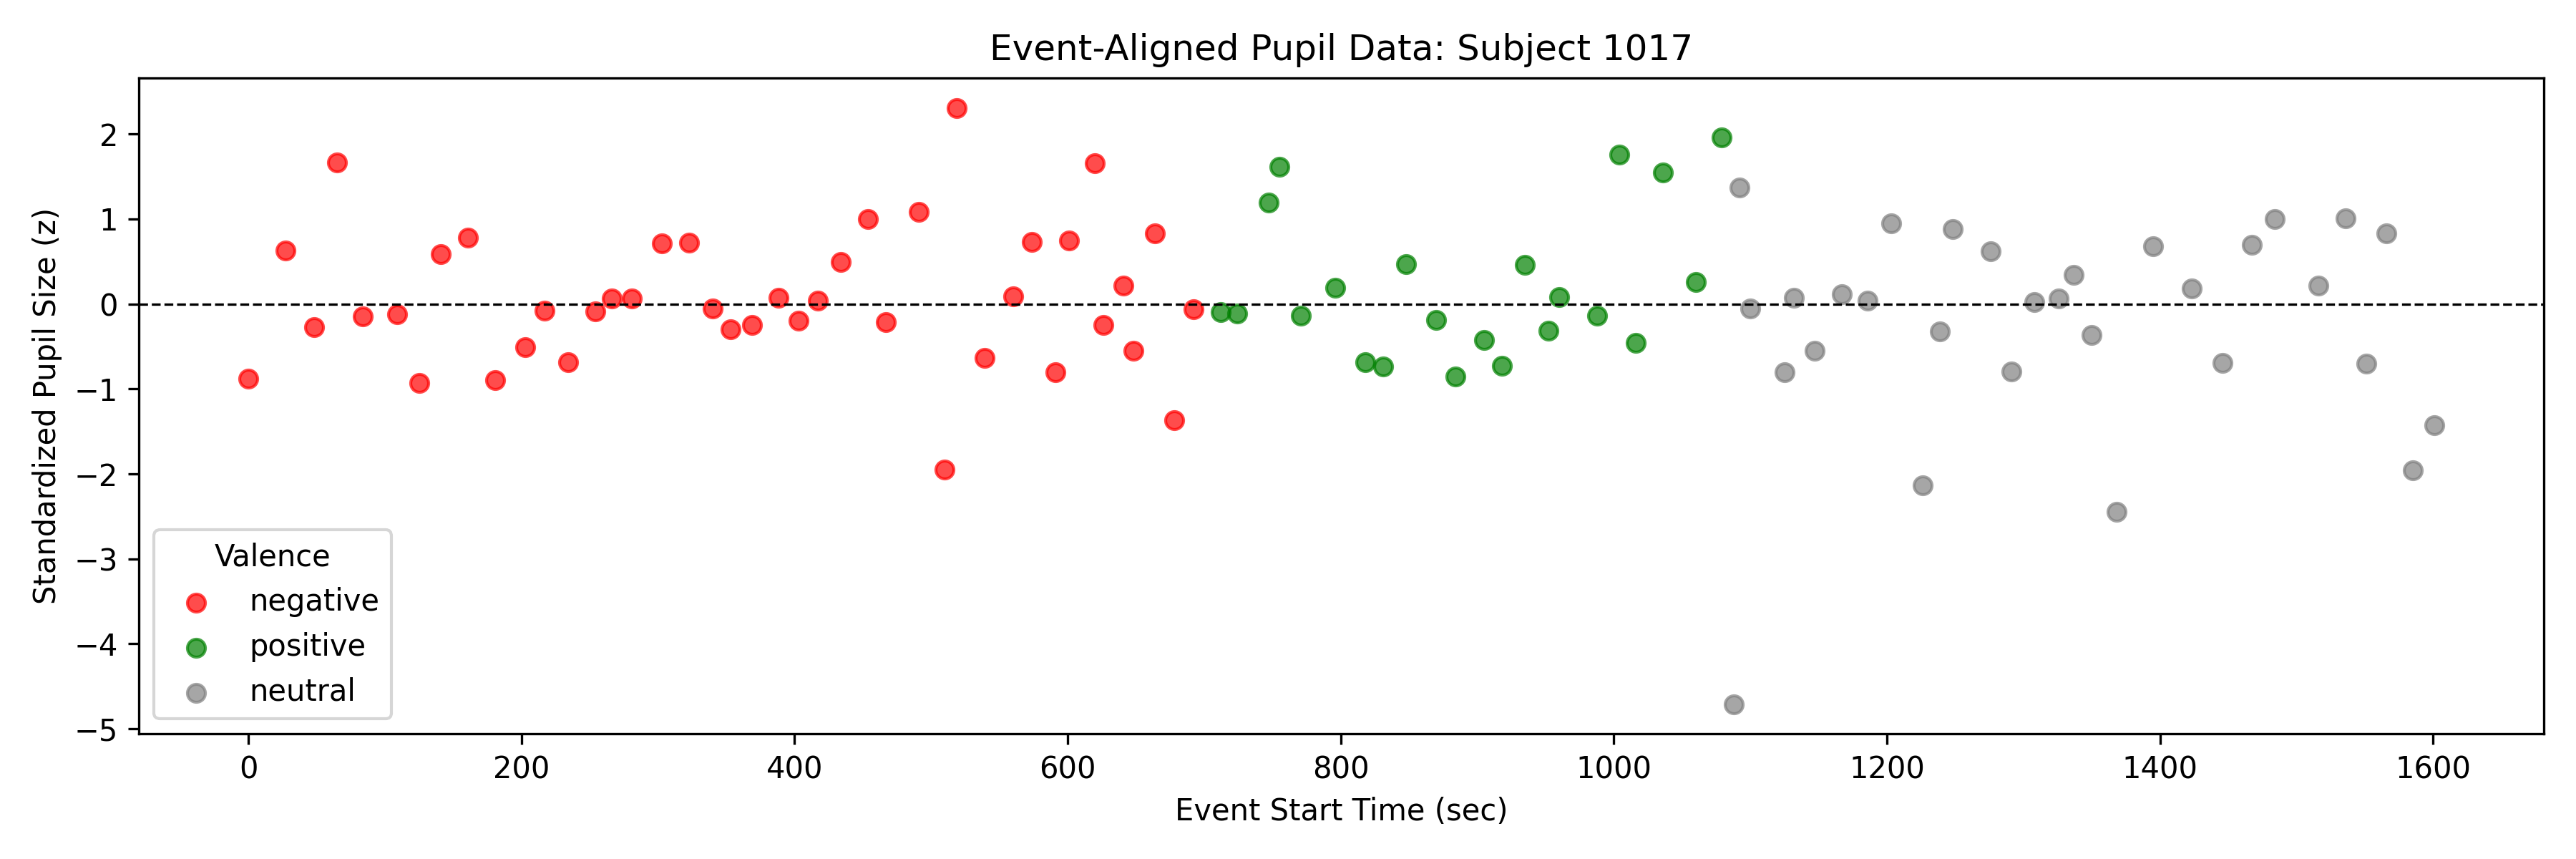 Event-Aligned Pupil Data: Subject 1017
Standardized Pupil Size (z)
2
1
0
−1
−2
−3
−4
−5
Valence
negative
positive
neutral
0 200 400 600 800 1000 1200 1400 1600
Event Start Time (sec)